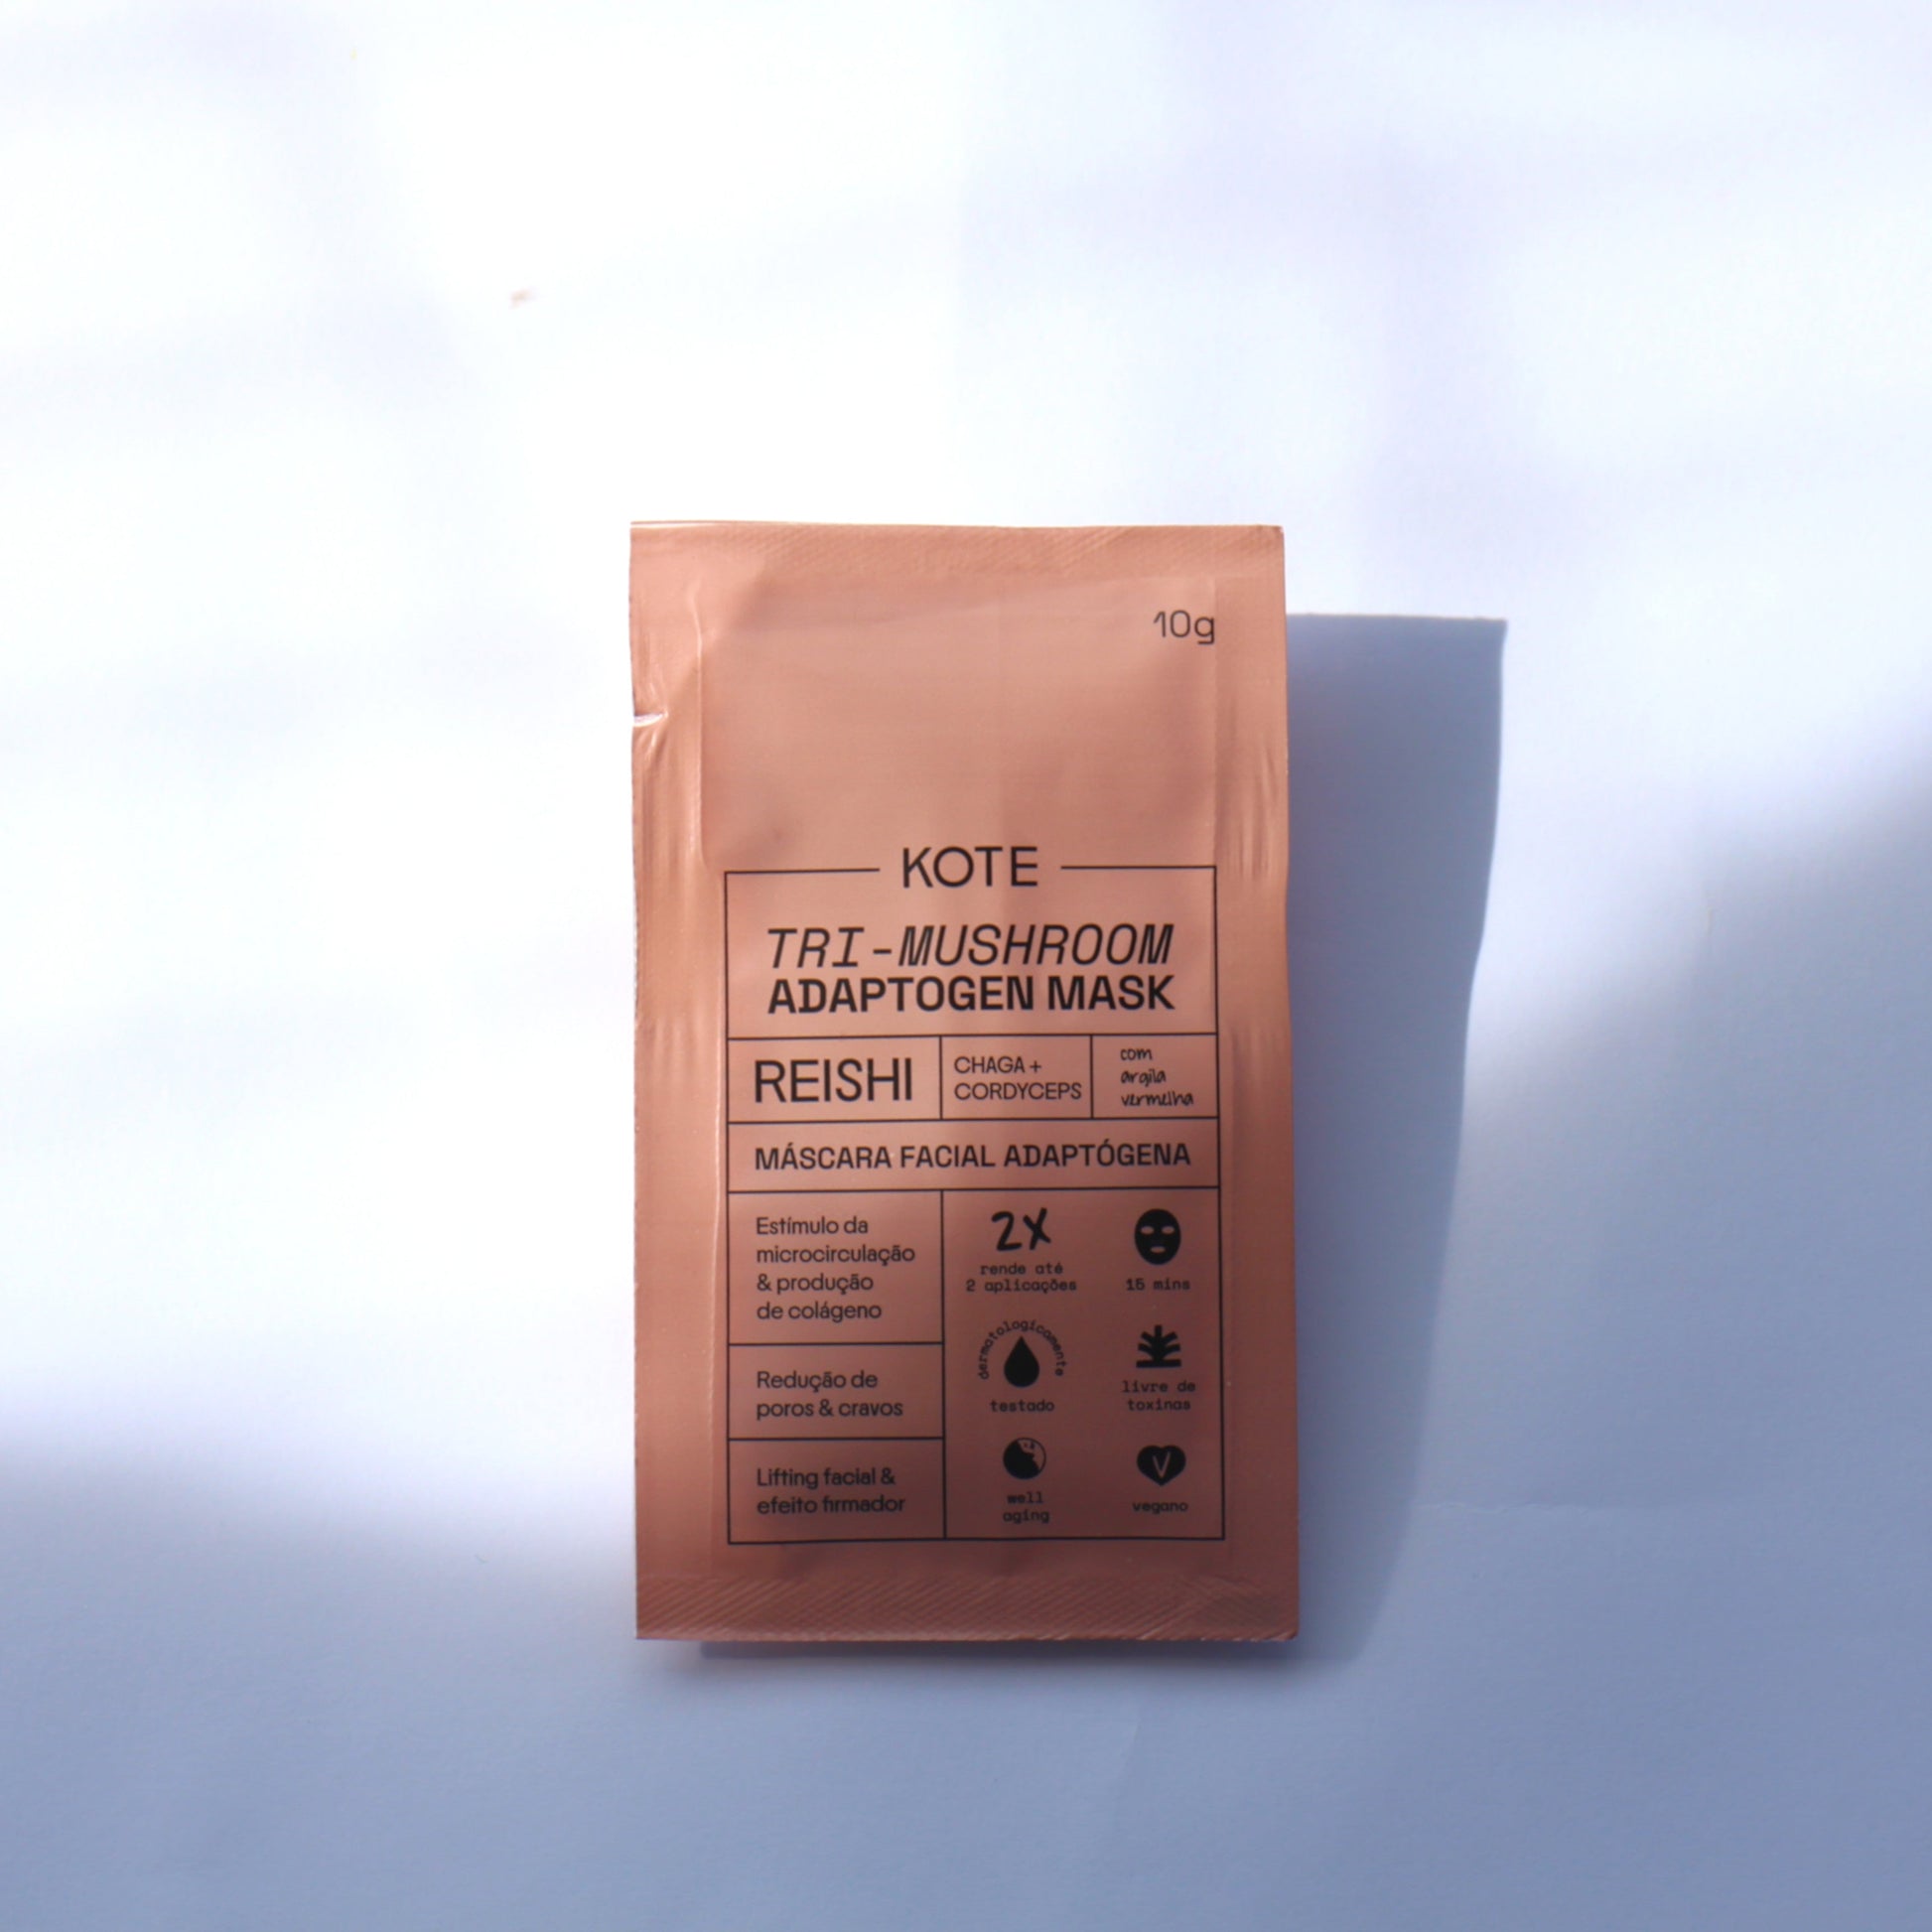 10g
KOTE
TRI-MUSHROOM
ADAPTOGEN MASK
REISHI
CHAGA +
CORDYCEPS
com
argila
vermelha
MÁSCARA FACIAL ADAPTÓGENA
Estímulo da
microcirculação
& produção
de colágeno
Redução de
poros & cravos
Lifting facial &
efeito firmador
2X
rende até
2 aplicações
15 mins
dermatologicamente
testado
livre de
toxinas
well
aging
V
vegano